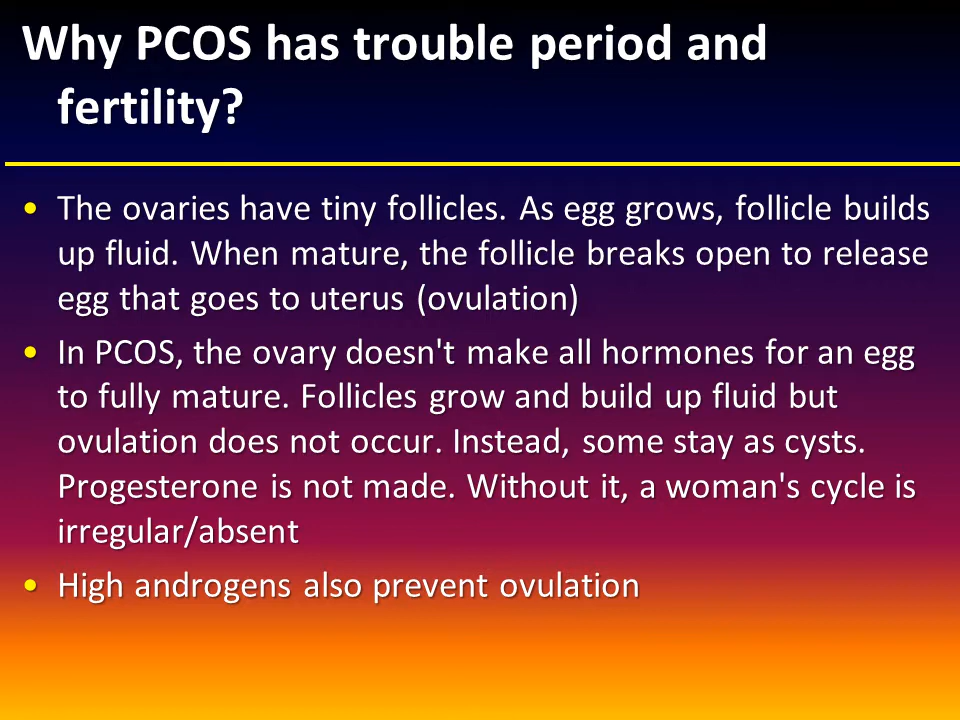 Why PCOS has trouble period and
fertility?
• The ovaries have tiny follicles. As egg grows, follicle builds
up fluid. When mature, the follicle breaks open to release
egg that goes to uterus (ovulation)
• In PCOS, the ovary doesn't make all hormones for an egg
to fully mature. Follicles grow and build up fluid but
ovulation does not occur. Instead, some stay as cysts.
Progesterone is not made. Without it, a woman's cycle is
irregular/absent
• High androgens also prevent ovulation